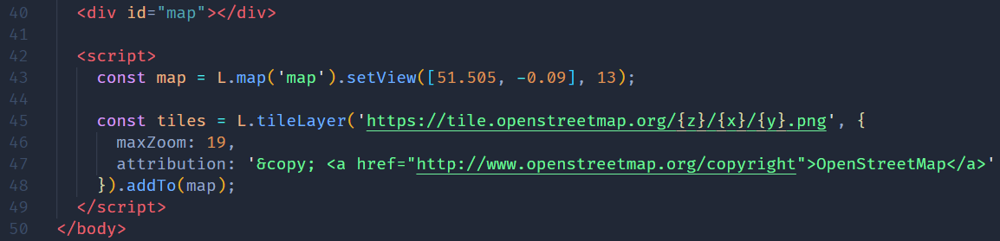 40 <div id="map"></div>
41
42 <script>
43 const map = L.map('map').setView([51.505, -0.09], 13);
44
45 const tiles = L.tileLayer('https://tile.openstreetmap.org/{z}/{x}/{y}.png', {
46 maxZoom: 19,
47 attribution: '&copy; <a href="http://www.openstreetmap.org/copyright">OpenStreetMap</a>'
48 }).addTo(map);
49 </script>
50 </body>